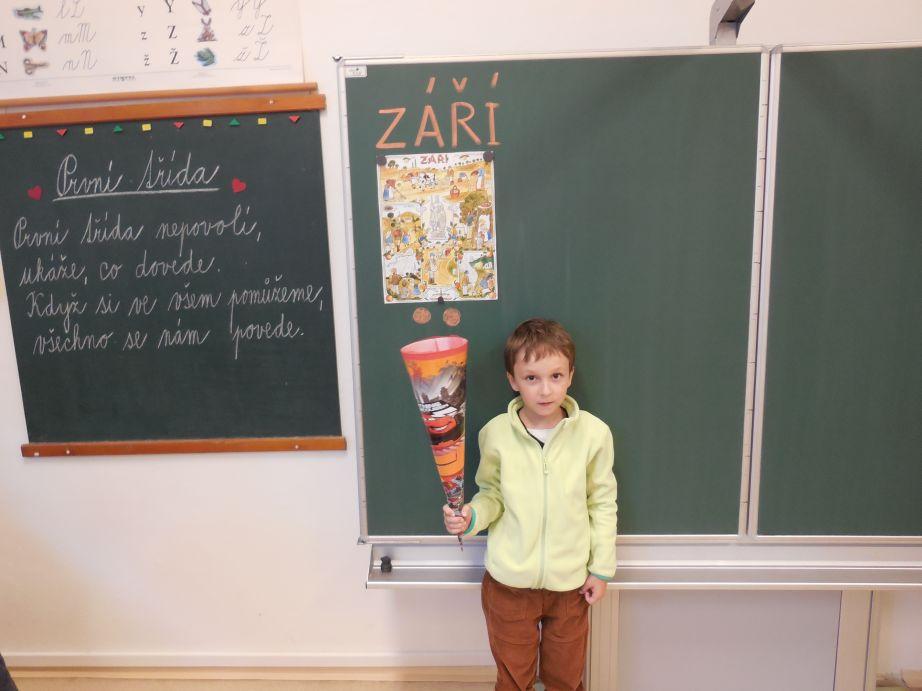 l L
y Y
M
m M
z Z
z Z
N
n N
ž Ž
ž Ž
První třída
První třída nepovolí,
ukáže, co dovede.
Když si ve všem pomůžeme,
všechno se nám povede.
ZÁŘÍ
ZÁŘÍ